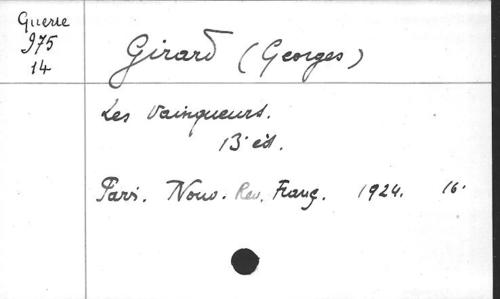 Guerre
975
14
Girard (Georges)
Les Vainqueurs.
13e éd.
Paris. Nouv. Rev. Franç. 1924. 16°